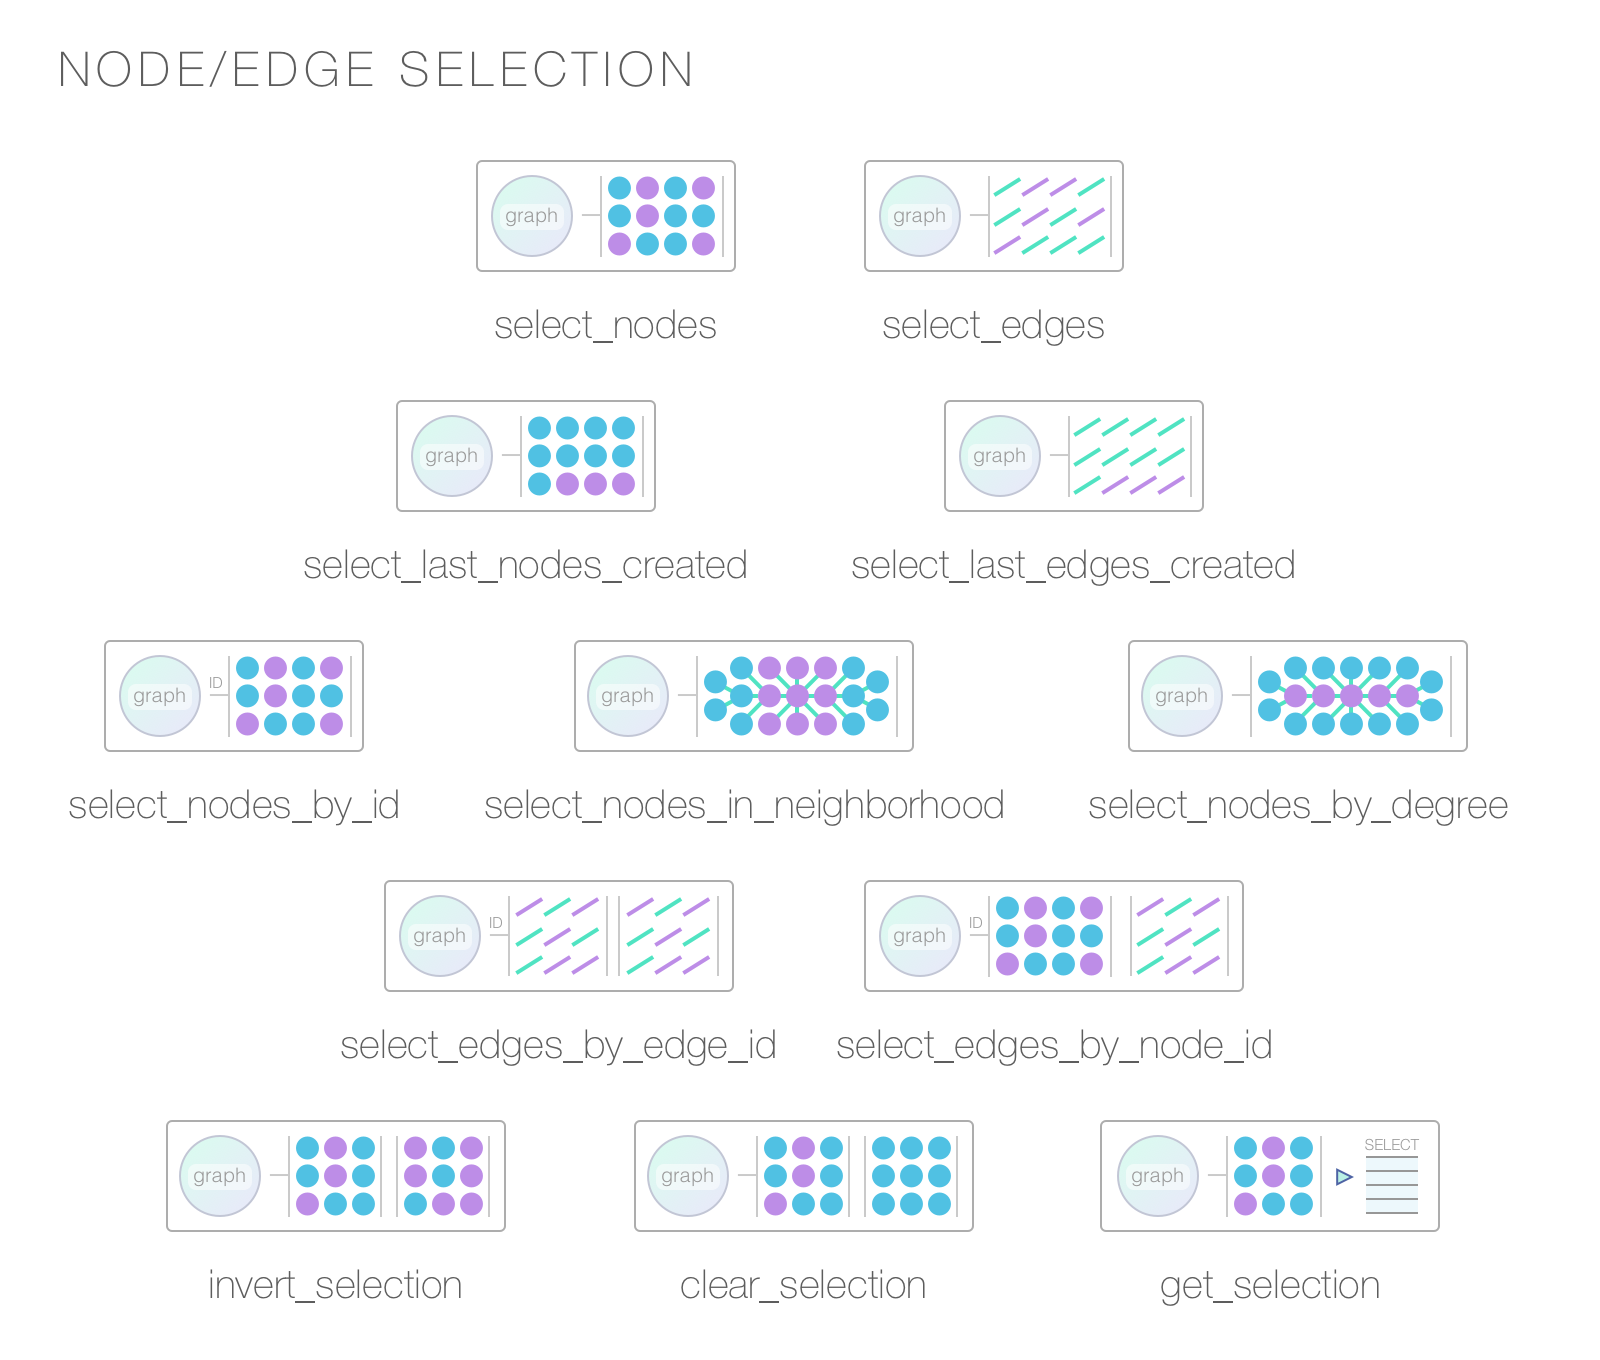 NODE/EDGE SELECTION
graph
graph
select_nodes
select_edges
graph
graph
select_last_nodes_created
select_last_edges_created
graph
ID
graph
graph
select_nodes_by_id
select_nodes_in_neighborhood
select_nodes_by_degree
graph
ID
graph
ID
select_edges_by_edge_id
select_edges_by_node_id
graph
graph
graph
SELECT
invert_selection
clear_selection
get_selection